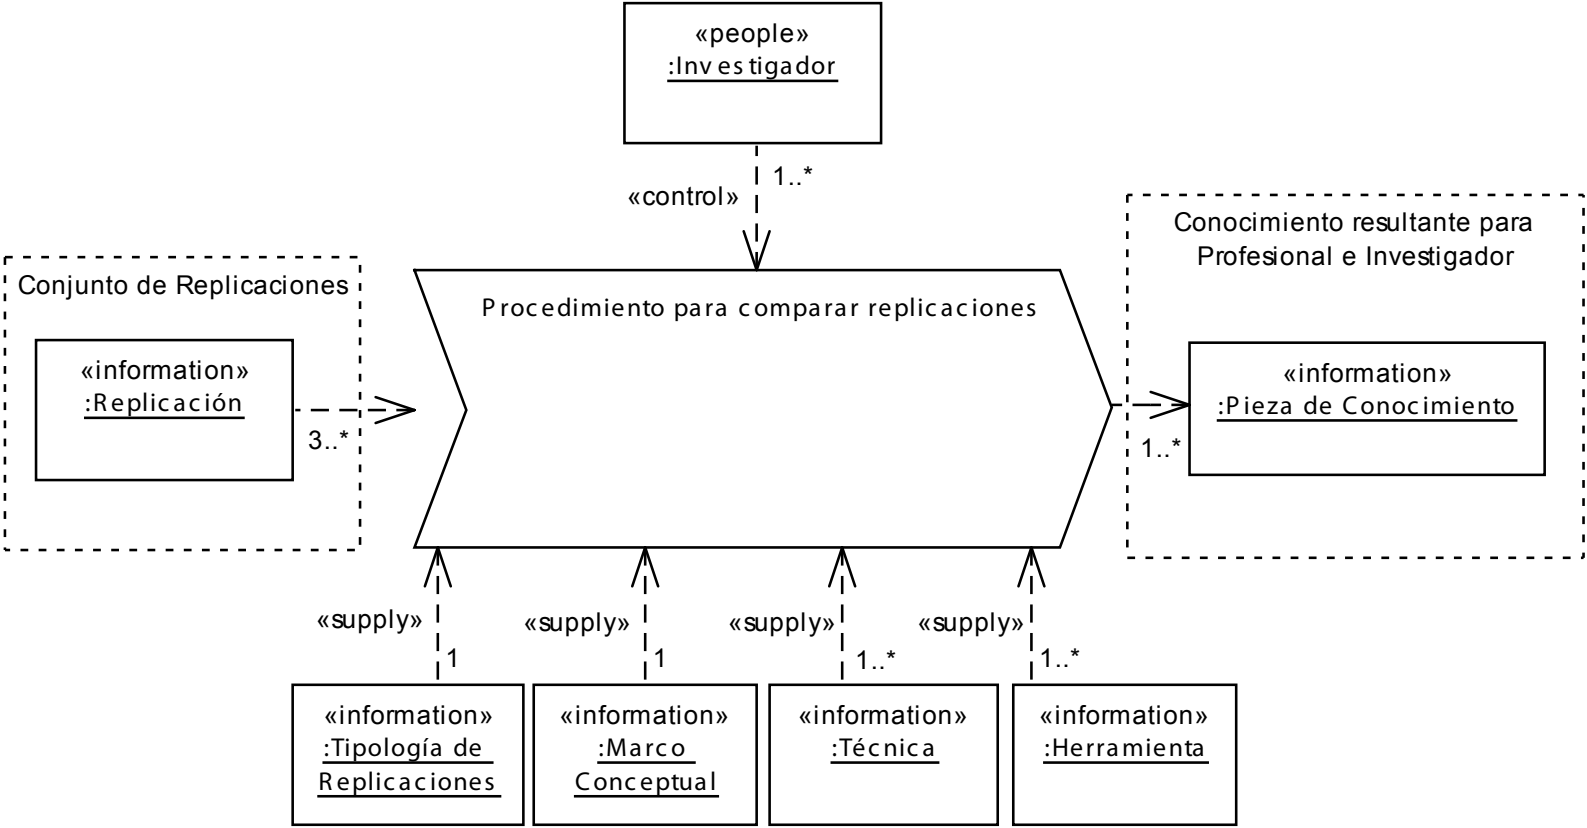 «people»
:Investigador
1..*
«control»
Conocimiento resultante para
Profesional e Investigador
Conjunto de Replicaciones
Procedimiento para comparar replicaciones
«information»
:Replicación
3..*
«information»
:Pieza de Conocimiento
1..*
«supply»
1
«supply»
1
«supply»
1..*
«supply»
1..*
«information»
:Tipología de
Replicaciones
«information»
:Marco
Conceptual
«information»
:Técnica
«information»
:Herramienta